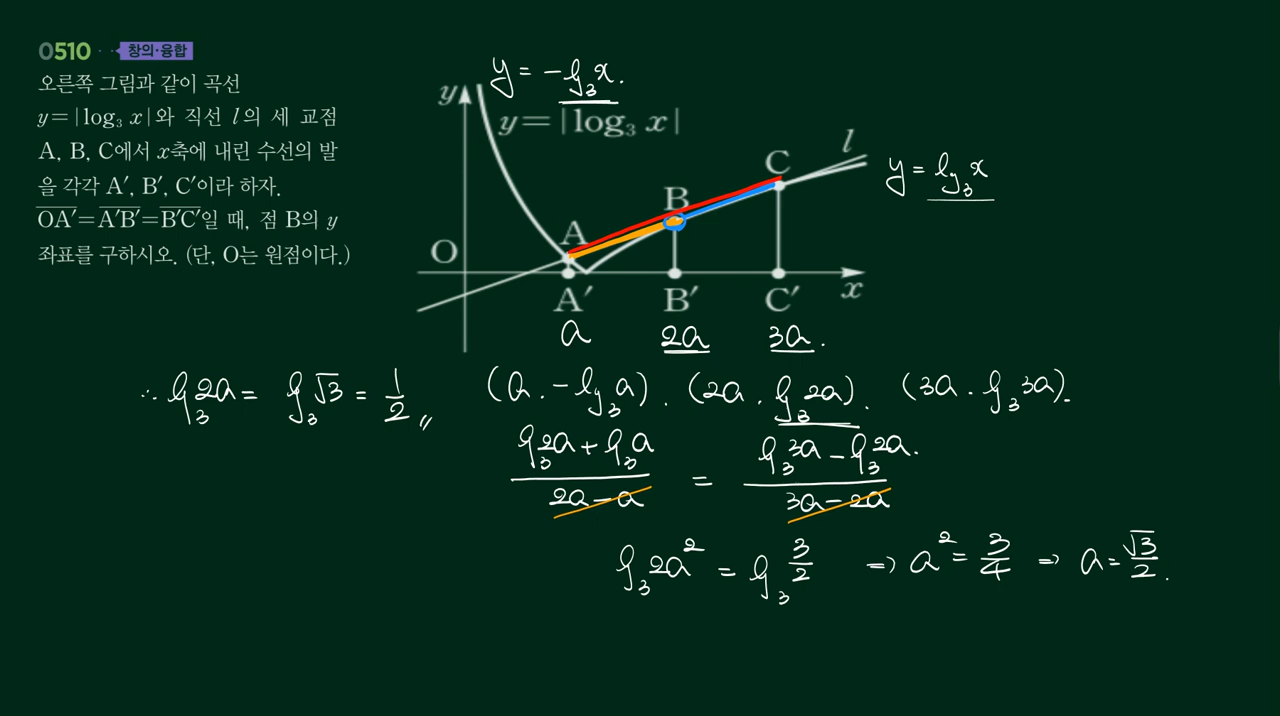 0510 창의·융합
오른쪽 그림과 같이 곡선
y=|log₃ x|와 직선 l의 세 교점
A, B, C에서 x축에 내린 수선의 발
을 각각 A′, B′, C′이라 하자.
OA′=A′B′=B′C′일 때, 점 B의 y
좌표를 구하시오. (단, O는 원점이다.)
y = -log₃x.
y
y=|log₃ x|
l
y = log₃x
C
B
A
O
A′ B′ C′ x
a 2a 3a.
∴ log₃2a = log₃√3 = 1/2 〃
(a . -log₃a). (2a . log₃2a). (3a . log₃3a).
(log₃2a + log₃a)/(2a - a) = (log₃3a - log₃2a.)/(3a - 2a)
log₃2a² = log₃ 3/2 ⇒ a² = 3/4 ⇒ a = √3/2.